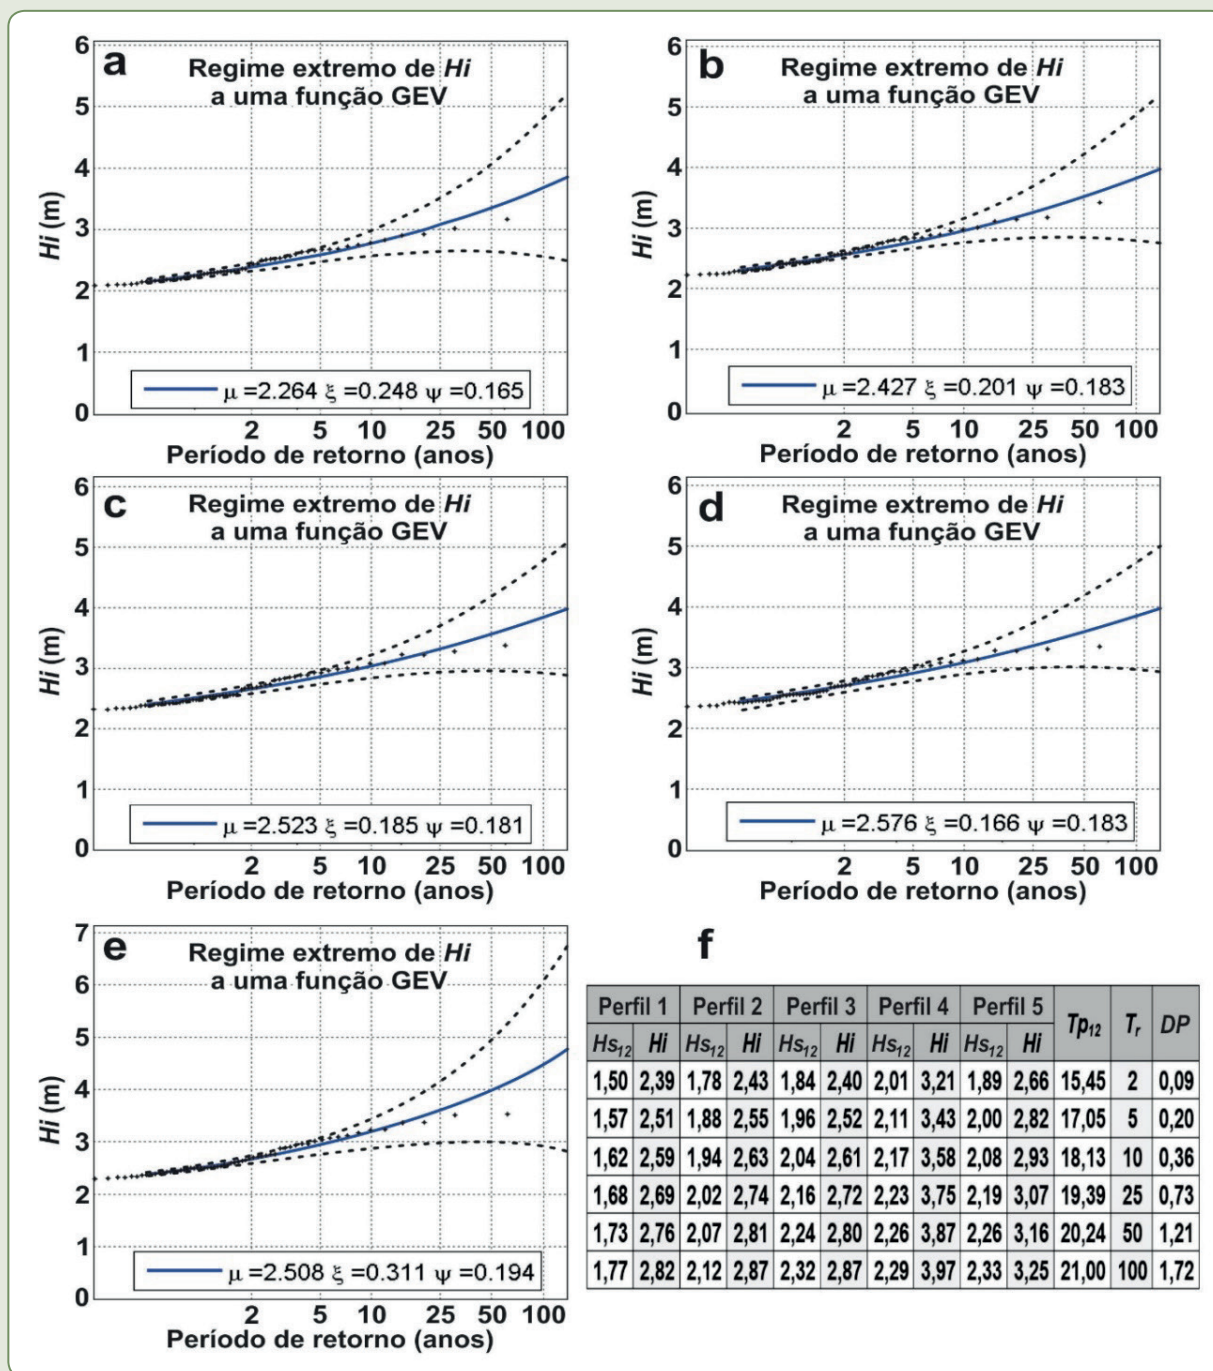 a
Regime extremo de Hi
a uma função GEV
6
5
4
3
2
1
0
Hi (m)
μ =2.264 ξ =0.248 ψ =0.165
2 5 10 25 50 100
Período de retorno (anos)
b
Regime extremo de Hi
a uma função GEV
6
5
4
3
2
1
0
Hi (m)
μ =2.427 ξ =0.201 ψ =0.183
2 5 10 25 50 100
Período de retorno (anos)
c
Regime extremo de Hi
a uma função GEV
6
5
4
3
2
1
0
Hi (m)
μ =2.523 ξ =0.185 ψ =0.181
2 5 10 25 50 100
Período de retorno (anos)
d
Regime extremo de Hi
a uma função GEV
6
5
4
3
2
1
0
Hi (m)
μ =2.576 ξ =0.166 ψ =0.183
2 5 10 25 50 100
Período de retorno (anos)
e
Regime extremo de Hi
a uma função GEV
7
6
5
4
3
2
1
0
Hi (m)
μ =2.508 ξ =0.311 ψ =0.194
2 5 10 25 50 100
Período de retorno (anos)
f
Perfil 1 Perfil 2 Perfil 3 Perfil 4 Perfil 5 Tp12 Tr DP
Hs12 Hi Hs12 Hi Hs12 Hi Hs12 Hi Hs12 Hi
1,50 2,39 1,78 2,43 1,84 2,40 2,01 3,21 1,89 2,66 15,45 2 0,09
1,57 2,51 1,88 2,55 1,96 2,52 2,11 3,43 2,00 2,82 17,05 5 0,20
1,62 2,59 1,94 2,63 2,04 2,61 2,17 3,58 2,08 2,93 18,13 10 0,36
1,68 2,69 2,02 2,74 2,16 2,72 2,23 3,75 2,19 3,07 19,39 25 0,73
1,73 2,76 2,07 2,81 2,24 2,80 2,26 3,87 2,26 3,16 20,24 50 1,21
1,77 2,82 2,12 2,87 2,32 2,87 2,29 3,97 2,33 3,25 21,00 100 1,72